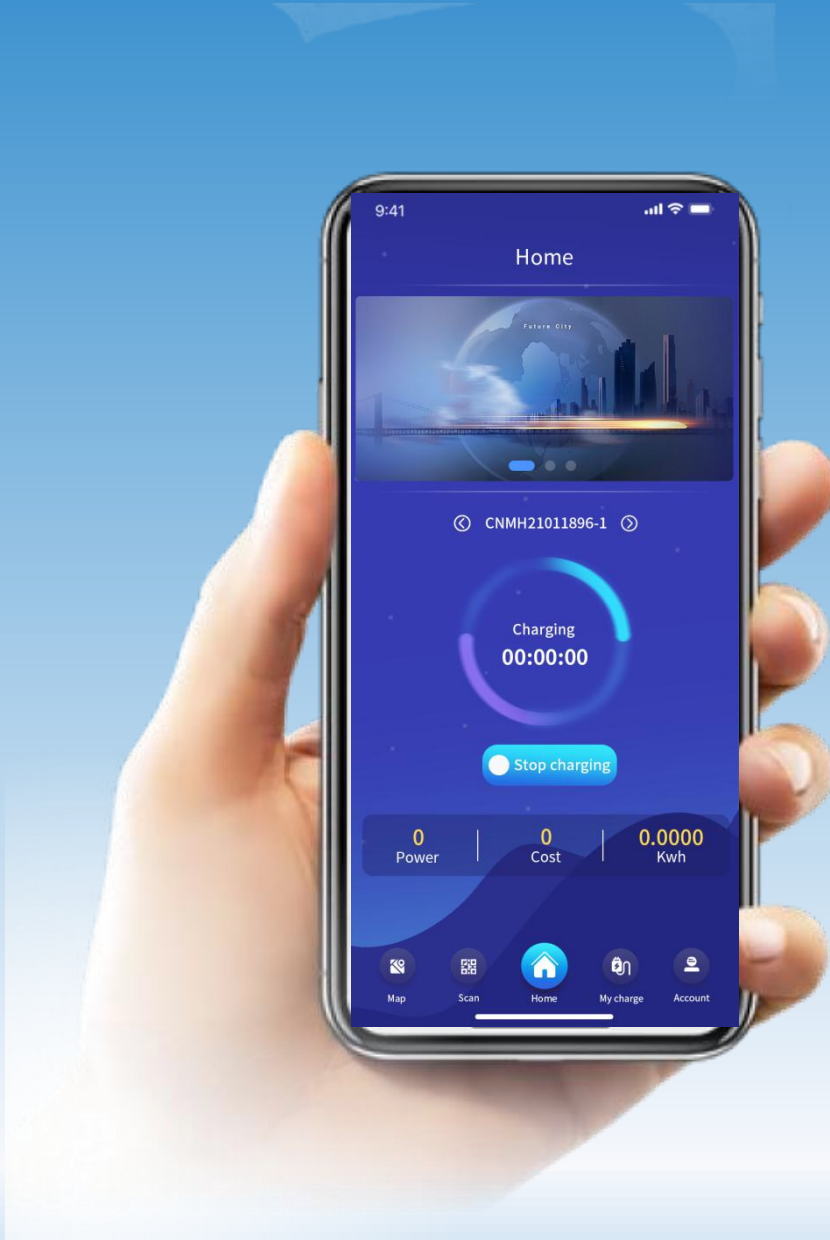 9:41
Home
Future City
CNMH21011896-1
Charging
00:00:00
Stop charging
0 0 0.0000
Power Cost Kwh
Map Scan Home My charge Account